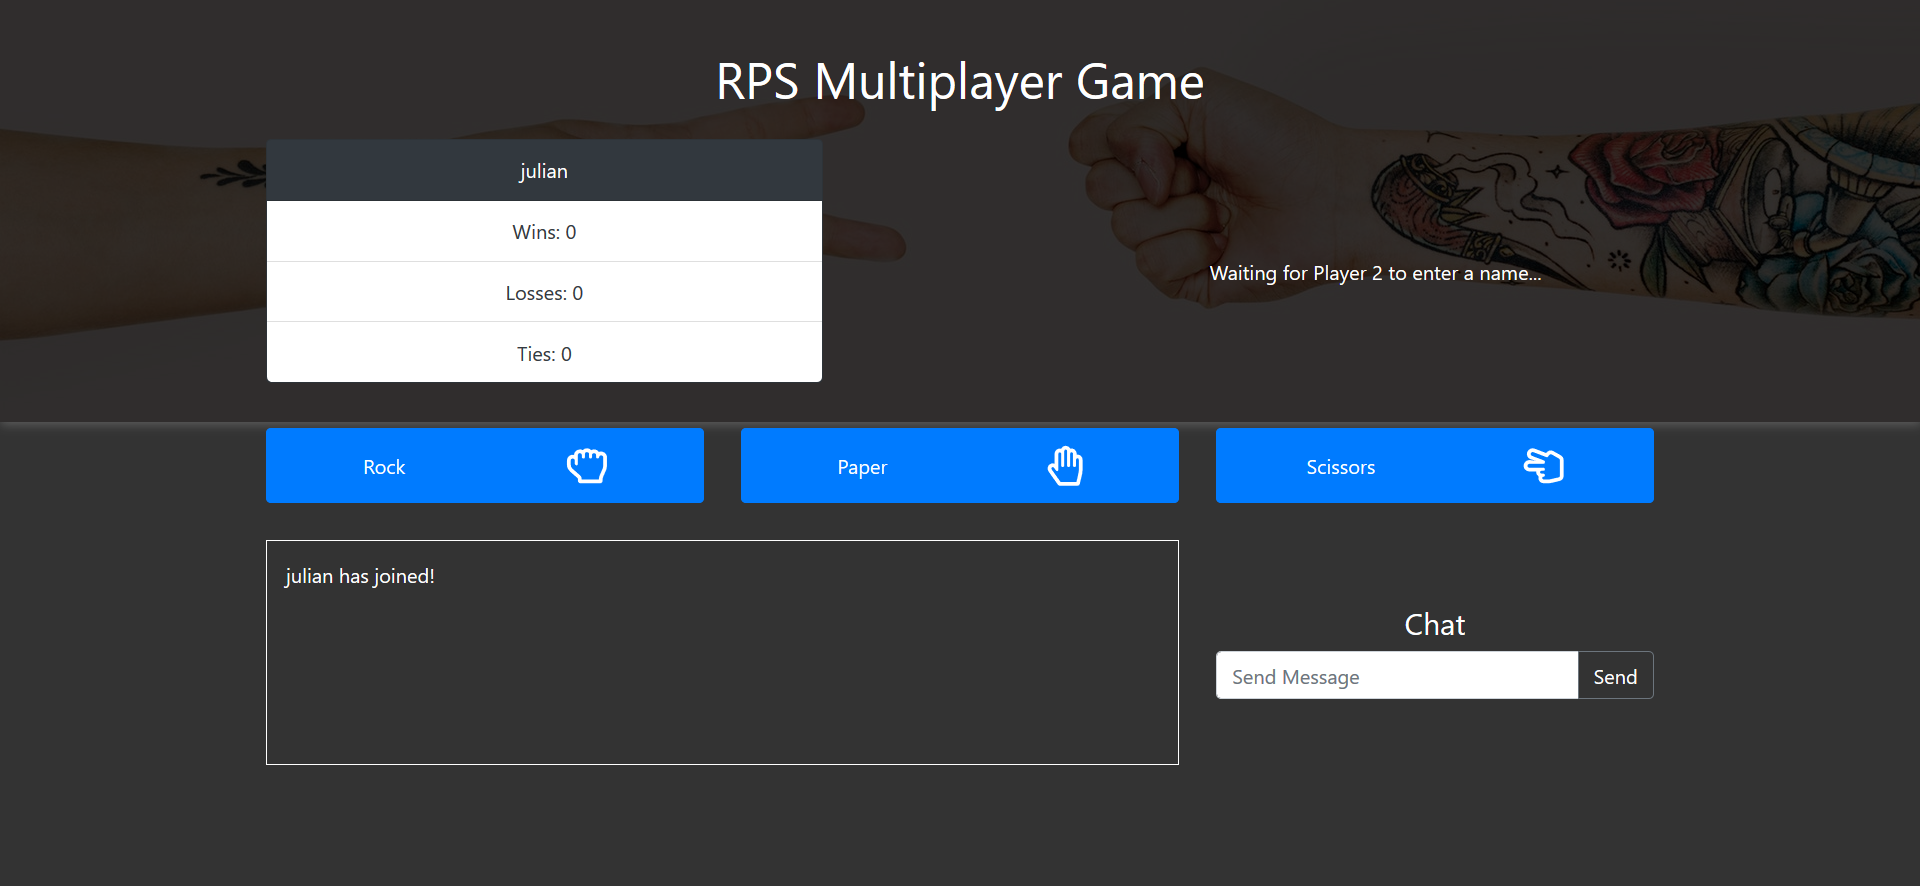 RPS Multiplayer Game
julian
Wins: 0
Losses: 0
Ties: 0
Waiting for Player 2 to enter a name...
Rock
Paper
Scissors
julian has joined!
Chat
Send Message
Send